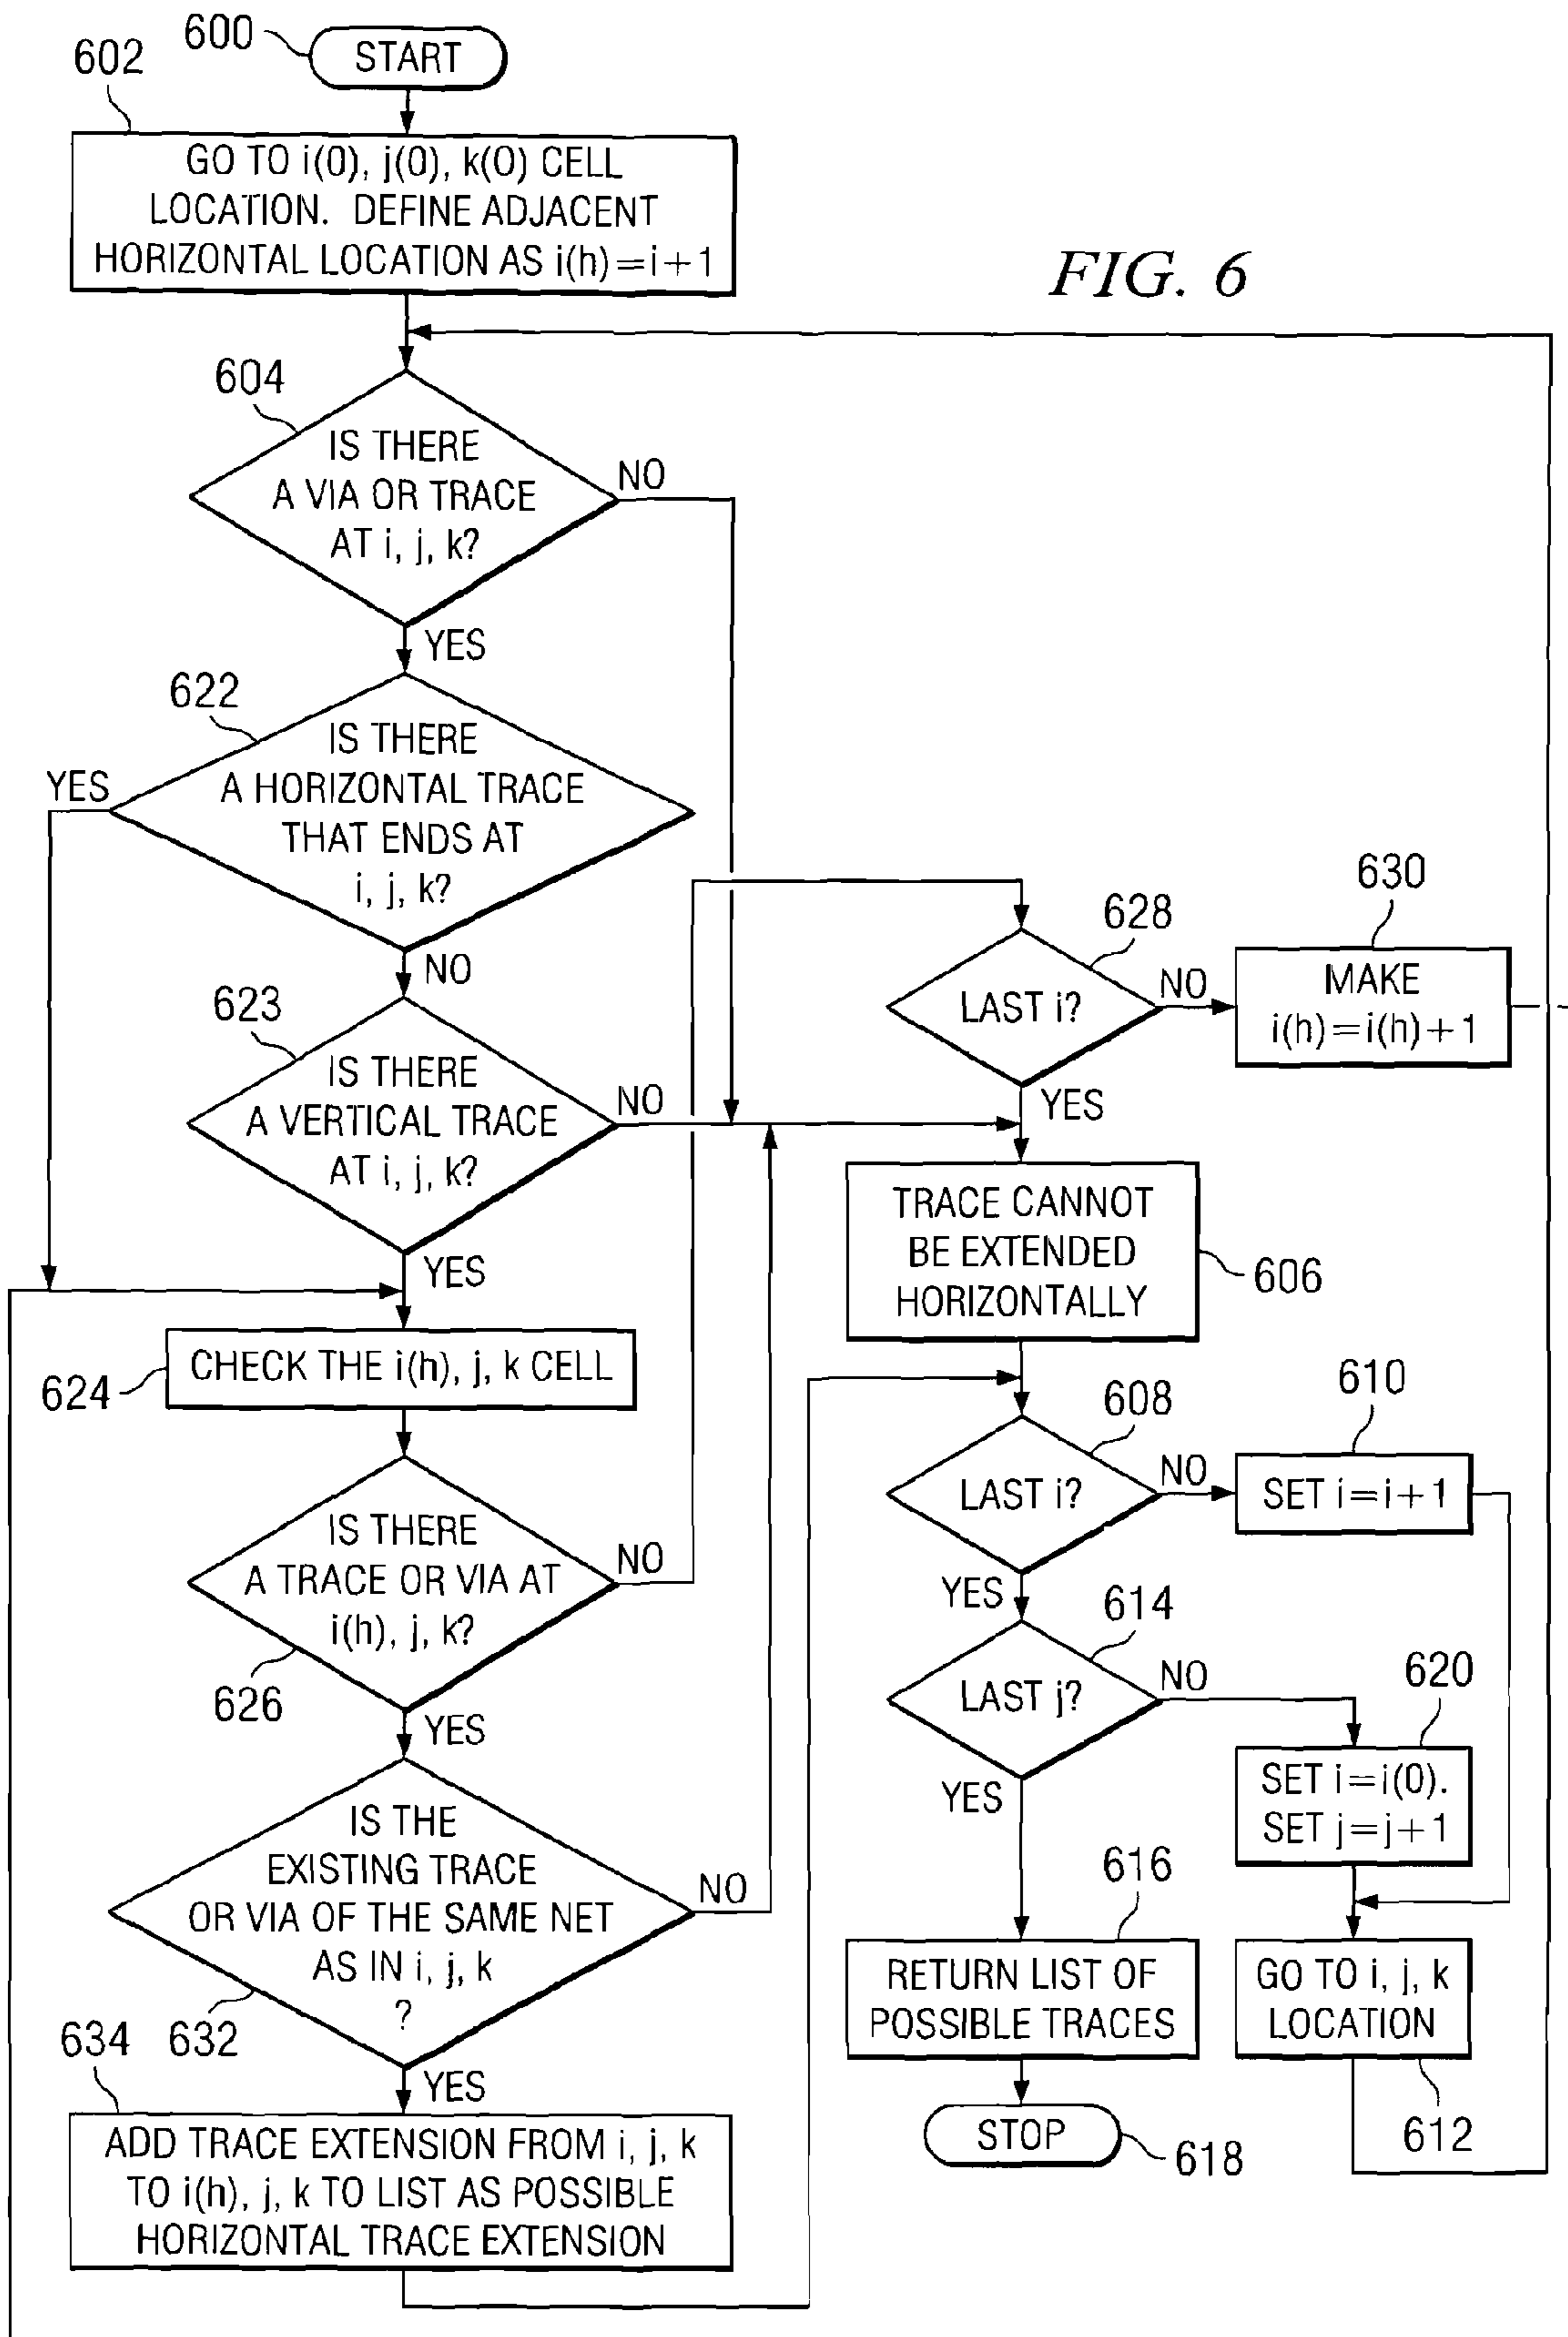 600
START
602
GO TO i(0), j(0), k(0) CELL
LOCATION. DEFINE ADJACENT
HORIZONTAL LOCATION AS i(h)=i+1
FIG. 6
604
IS THERE
A VIA OR TRACE
AT i, j, k?
NO
YES
622
IS THERE
A HORIZONTAL TRACE
THAT ENDS AT
i, j, k?
YES
NO
623
IS THERE
A VERTICAL TRACE
AT i, j, k?
NO
YES
624
CHECK THE i(h), j, k CELL
IS THERE
A TRACE OR VIA AT
i(h), j, k?
NO
626
YES
IS THE
EXISTING TRACE
OR VIA OF THE SAME NET
AS IN i, j, k
?
NO
632
YES
634
ADD TRACE EXTENSION FROM i, j, k
TO i(h), j, k TO LIST AS POSSIBLE
HORIZONTAL TRACE EXTENSION
628
LAST i?
NO
YES
630
MAKE
i(h)=i(h)+1
TRACE CANNOT
BE EXTENDED
HORIZONTALLY
606
608
LAST i?
NO
YES
610
SET i=i+1
614
LAST j?
NO
YES
620
SET i=i(0).
SET j=j+1
616
RETURN LIST OF
POSSIBLE TRACES
GO TO i, j, k
LOCATION
612
STOP
618